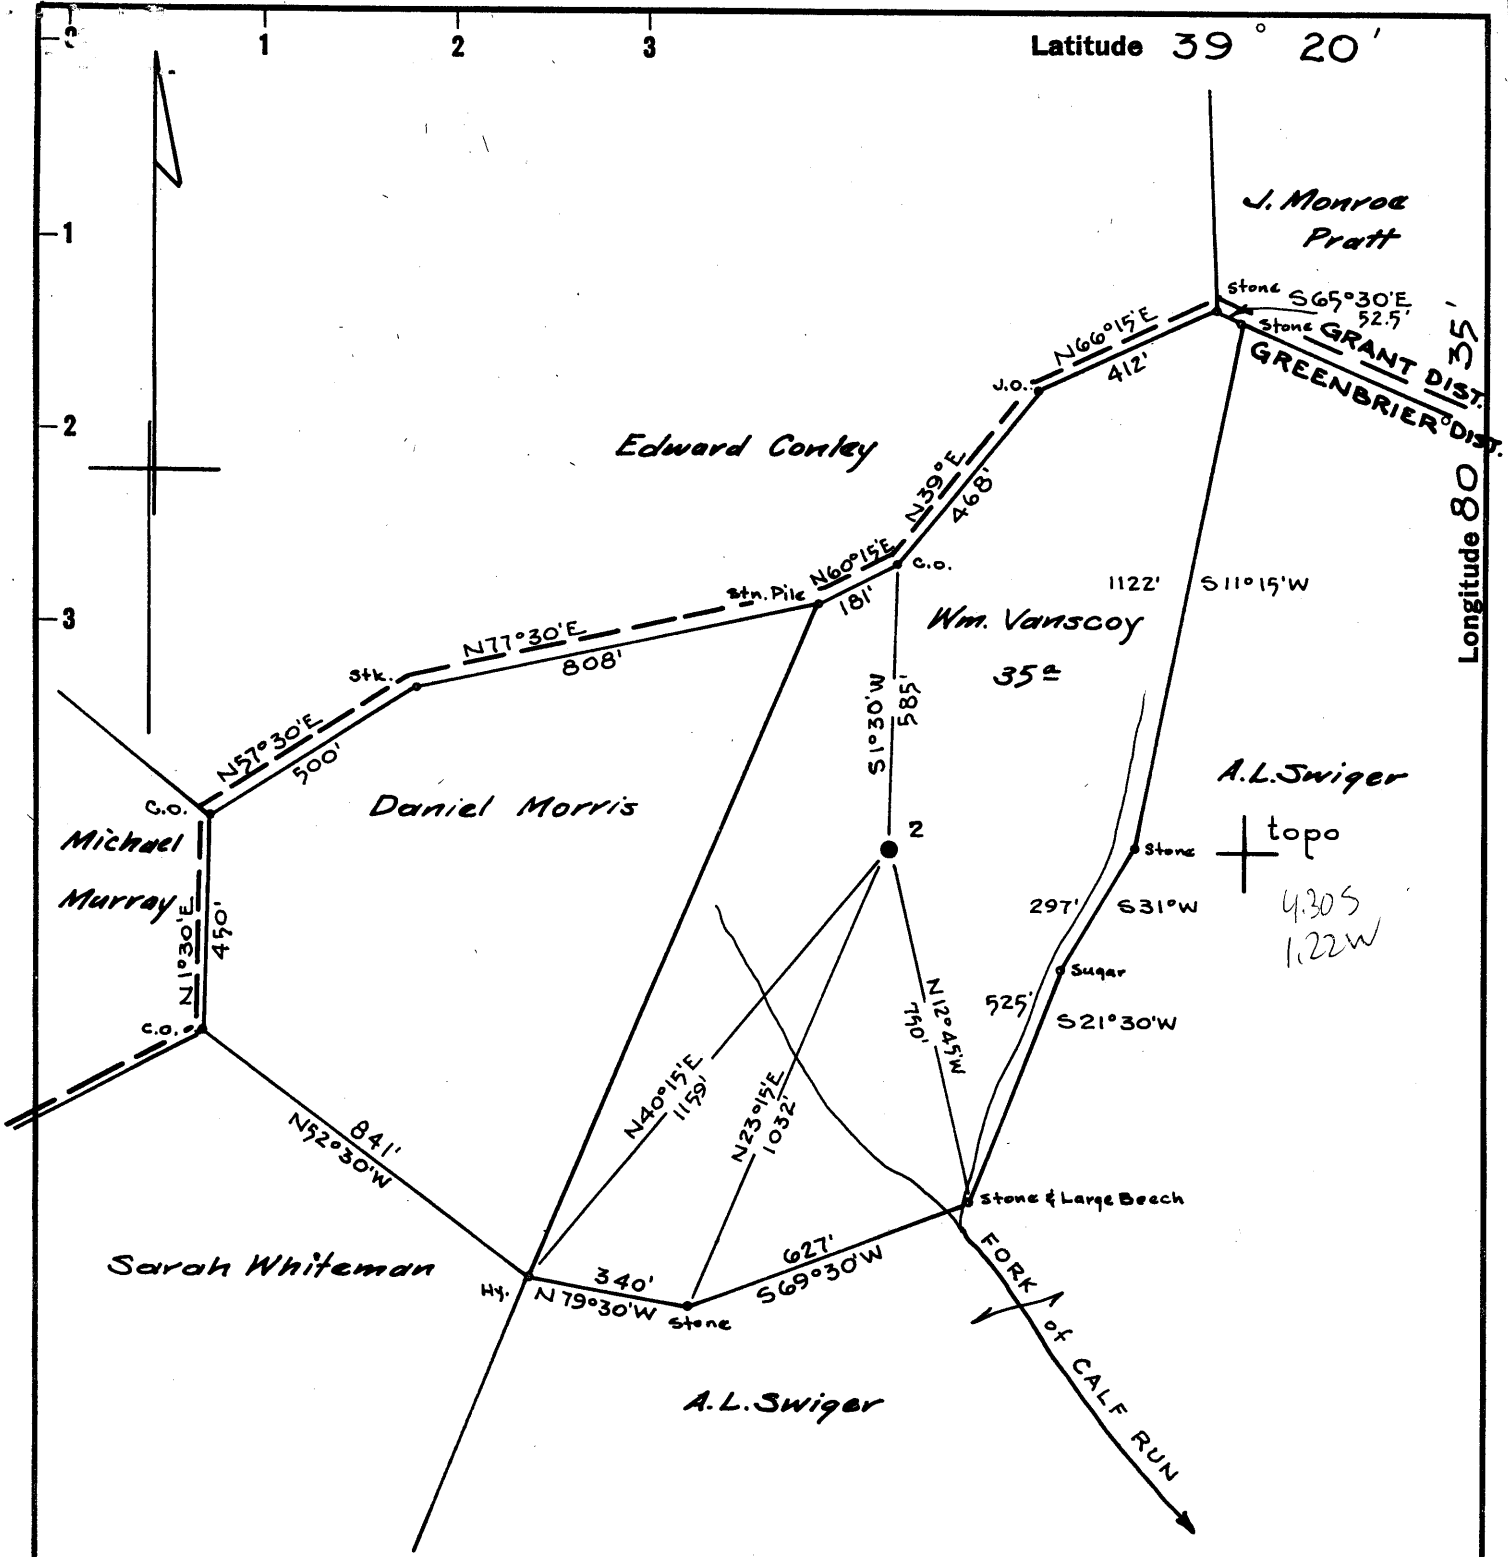 1
2
3
Latitude 39° 20'
J. Monroe
Pratt
1
Stone
S65°30'E
52.5'
Stone
GRANT DIST.
GREENBRIER DIST.
Longitude 80° 35'
N66°15'E
412'
J.O.
2
Edward Conley
N39°E
468'
N60°15'E
C.O.
181'
Stn. Pile
1122'
S11°15'W
3
Wm. Vanscoy
35a
N77°30'E
808'
Stk.
S1°30'W
585'
N57°30'E
500'
A.L. Swiger
C.O.
Daniel Morris
Michael
Murray
2
topo
Stone
4.30S
1.22W
297'
S31°W
N1°30'E
450'
Sugar
525'
S21°30'W
N12°45'W
750'
C.O.
N40°15'E
1159'
N23°15'E
1032'
841'
N52°30'W
Stone & Large Beech
627'
S69°30'W
Sarah Whiteman
Hy.
340'
N79°30'W
Stone
FORK of CALF RUN
A.L. Swiger